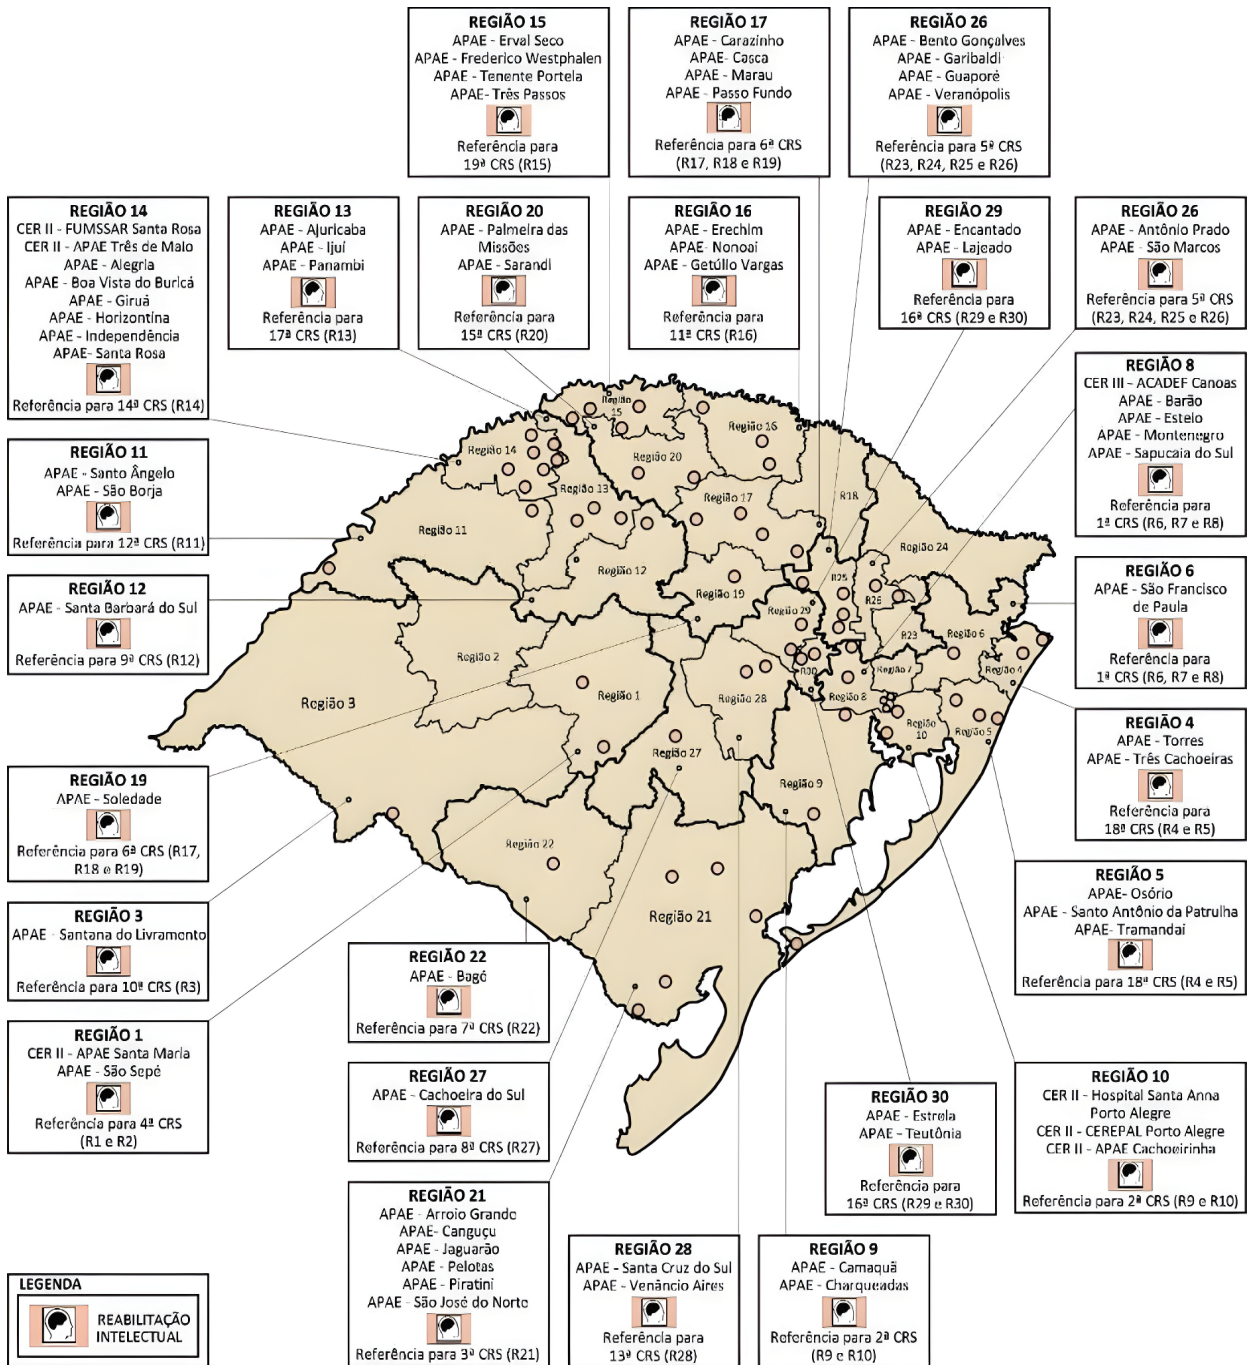 REGIÃO 15
APAE - Erval Seco
APAE - Frederico Westphalen
APAE - Tenente Portela
APAE- Três Passos
Referência para
19ª CRS (R15)
REGIÃO 17
APAE - Carazinho
APAE- Casca
APAE - Marau
APAE - Passo Fundo
Referência para 6ª CRS
(R17, R18 e R19)
REGIÃO 26
APAE - Bento Gonçalves
APAE - Garibaldi
APAE - Guaporé
APAE - Veranópolis
Referência para 5ª CRS
(R23, R24, R25 e R26)
REGIÃO 14
CER II - FUMSSAR Santa Rosa
CER II - APAE Três de Maio
APAE - Alegria
APAE - Boa Vista do Buricá
APAE - Giruá
APAE - Horizontina
APAE - Independência
APAE- Santa Rosa
Referência para 14ª CRS (R14)
REGIÃO 13
APAE - Ajuricaba
APAE - Ijuí
APAE - Panambi
Referência para
17ª CRS (R13)
REGIÃO 20
APAE - Palmeira das
Missões
APAE - Sarandi
Referência para
15ª CRS (R20)
REGIÃO 16
APAE - Erechim
APAE- Nonoai
APAE - Getúlio Vargas
Referência para
11ª CRS (R16)
REGIÃO 29
APAE - Encantado
APAE - Lajeado
Referência para
16ª CRS (R29 e R30)
REGIÃO 26
APAE - Antônio Prado
APAE - São Marcos
Referência para 5ª CRS
(R23, R24, R25 e R26)
REGIÃO 8
CER III - ACADEF Canoas
APAE - Barão
APAE - Esteio
APAE - Montenegro
APAE - Sapucaia do Sul
Referência para
1ª CRS (R6, R7 e R8)
REGIÃO 11
APAE - Santo Ângelo
APAE - São Borja
Referência para 12ª CRS (R11)
REGIÃO 12
APAE - Santa Barbará do Sul
Referência para 9ª CRS (R12)
REGIÃO 6
APAE - São Francisco
de Paula
Referência para
1ª CRS (R6, R7 e R8)
REGIÃO 4
APAE - Torres
APAE - Três Cachoeiras
Referência para
18ª CRS (R4 e R5)
REGIÃO 19
APAE - Soledade
Referência para 6ª CRS (R17,
R18 e R19)
REGIÃO 3
APAE - Santana do Livramento
Referência para 10ª CRS (R3)
REGIÃO 5
APAE- Osório
APAE - Santo Antônio da Patrulha
APAE- Tramandaí
Referência para 18ª CRS (R4 e R5)
REGIÃO 22
APAE - Bagé
Referência para 7ª CRS (R22)
REGIÃO 1
CER II - APAE Santa Maria
APAE - São Sepé
Referência para 4ª CRS
(R1 e R2)
REGIÃO 27
APAE - Cachoeira do Sul
Referência para 8ª CRS (R27)
REGIÃO 30
APAE - Estrela
APAE - Teutônia
Referência para
16ª CRS (R29 e R30)
REGIÃO 10
CER II - Hospital Santa Anna
Porto Alegre
CER II - CEREPAL Porto Alegre
CER II - APAE Cachoeirinha
Referência para 2ª CRS (R9 e R10)
REGIÃO 21
APAE - Arroio Grande
APAE- Canguçu
APAE - Jaguarão
APAE - Pelotas
APAE - Piratini
APAE - São José do Norte
Referência para 3ª CRS (R21)
REGIÃO 28
APAE - Santa Cruz do Sul
APAE - Venâncio Aires
Referência para
13ª CRS (R28)
REGIÃO 9
APAE - Camaquã
APAE - Charqueadas
Referência para 2ª CRS
(R9 e R10)
LEGENDA
REABILITAÇÃO
INTELECTUAL
Região
15
Região 16
Região 14
Região 20
Região 13
Região 17
R18
Região 11
Região 24
Região 12
R25
Região 19
R26
Região 29
R23
Região 6
Região 2
Região 4
R30
Região 7
Região 1
Região 28
Região 8
Região 3
Região
10
Região 5
Região 27
Região 9
Região 22
Região 21